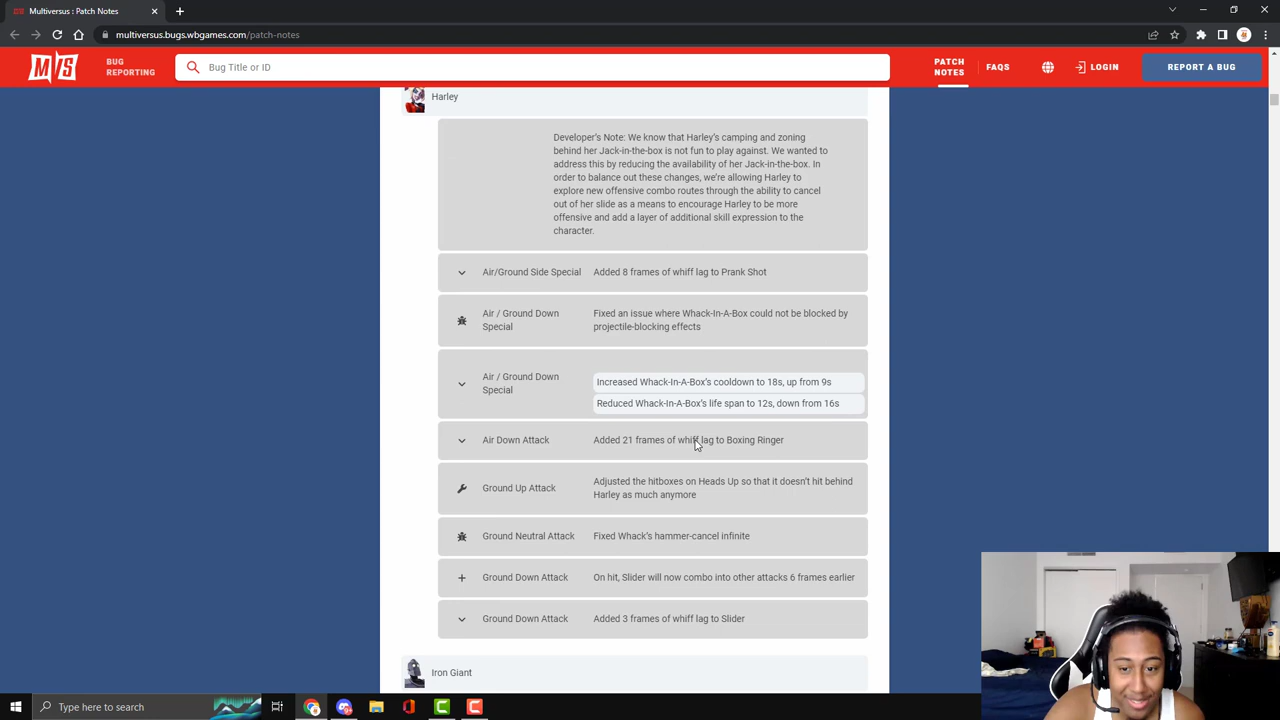 Multiversus - Patch Notes
multiversus.bugs.wbgames.com/patch-notes
MVS
BUG
REPORTING
Bug Title or ID
PATCH
NOTES
FAQS
LOGIN
REPORT A BUG
Harley
Developer's Note: We know that Harley's camping and zoning
behind her Jack-in-the-box is not fun to play against. We wanted to
address this by reducing the availability of her Jack-in-the-box. In
order to balance out these changes, we're allowing Harley to
explore new offensive combo routes through the ability to cancel
out of her slide as a means to encourage Harley to be more
offensive and add a layer of additional skill expression to the
character.
Air/Ground Side Special
Added 8 frames of whiff lag to Prank Shot
Air / Ground Down
Special
Fixed an issue where Whack-In-A-Box could not be blocked by
projectile-blocking effects
Air / Ground Down
Special
Increased Whack-In-A-Box's cooldown to 18s, up from 9s
Reduced Whack-In-A-Box's life span to 12s, down from 16s
Air Down Attack
Added 21 frames of whiff lag to Boxing Ringer
Ground Up Attack
Adjusted the hitboxes on Heads Up so that it doesn't hit behind
Harley as much anymore
Ground Neutral Attack
Fixed Whack's hammer-cancel infinite
Ground Down Attack
On hit, Slider will now combo into other attacks 6 frames earlier
Ground Down Attack
Added 3 frames of whiff lag to Slider
Iron Giant
Type here to search